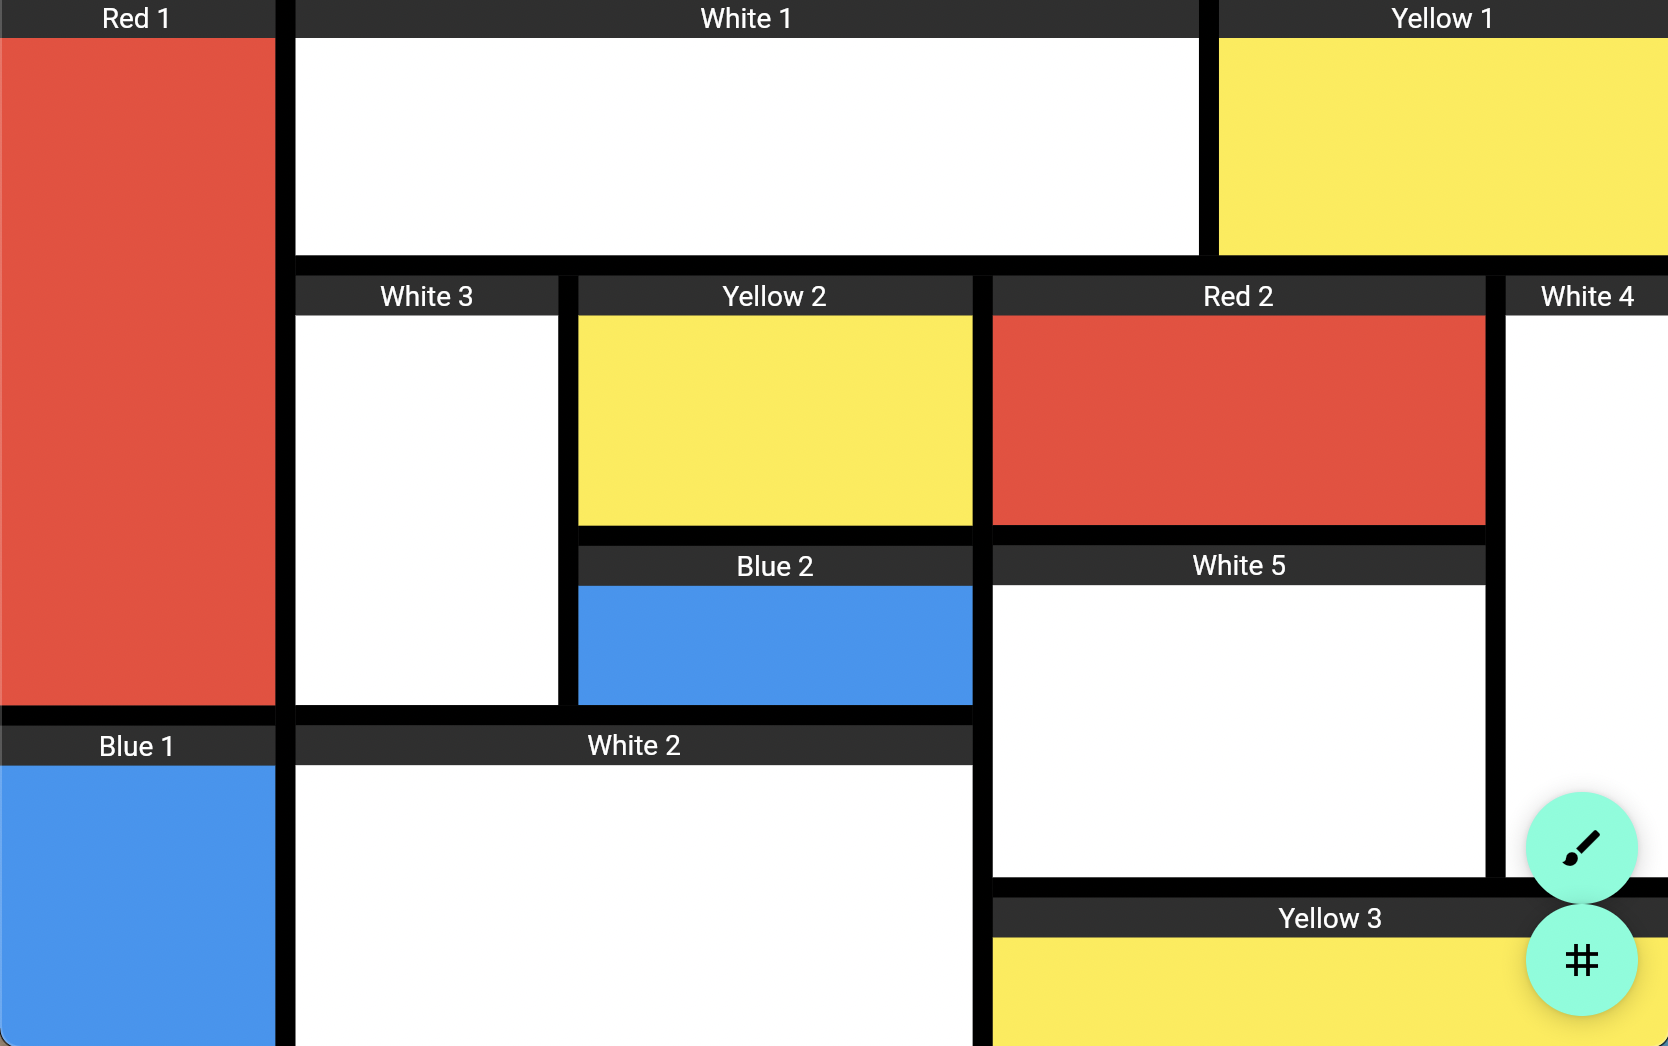 Red 1
White 1
Yellow 1
White 3
Yellow 2
Red 2
White 4
Blue 2
White 5
Blue 1
White 2
Yellow 3